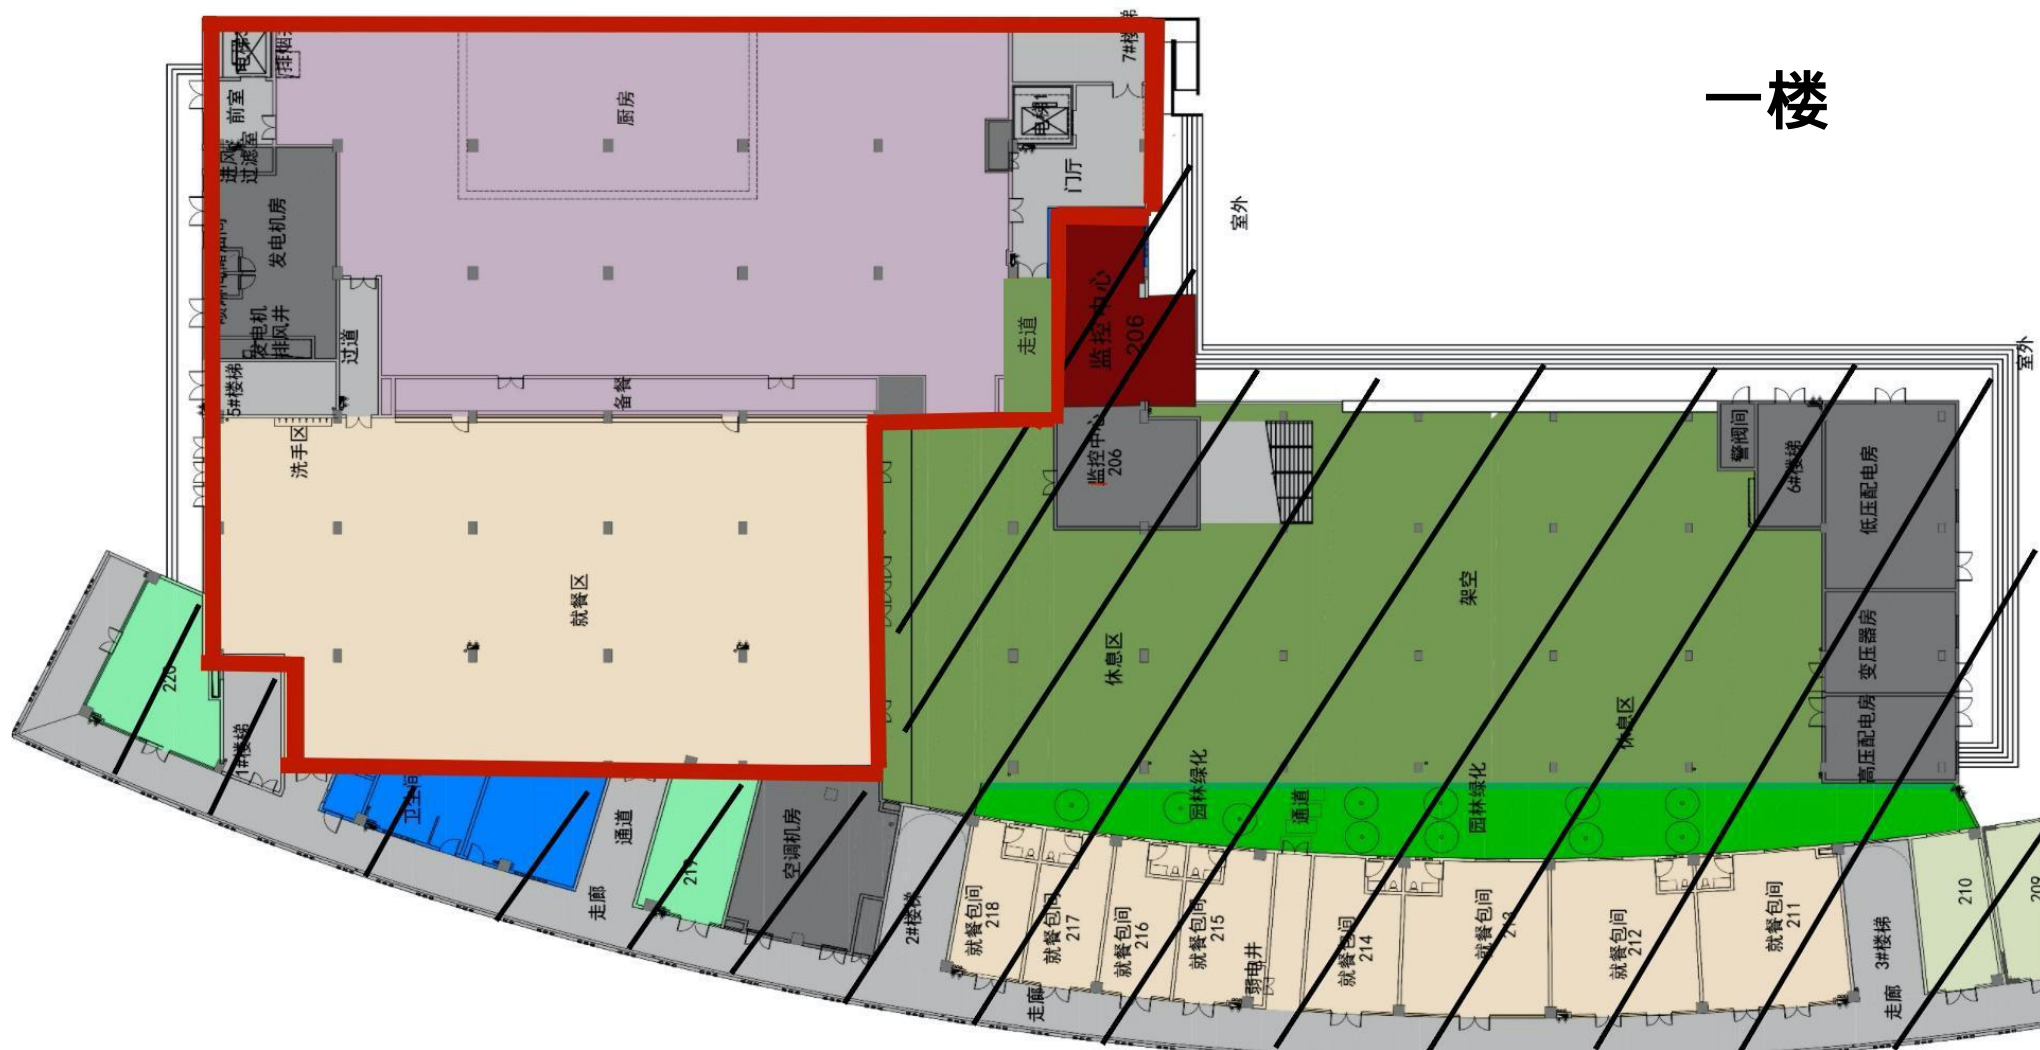 一楼
7#楼梯
厨房
前室
进风
过滤室
电梯1
门厅
发电机房
室外
发电机
排风井
过道
走道
监控中心
206
室外
5#楼梯
备餐
洗手区
监控中心
206
警阀间
6#楼梯
低压配电房
就餐区
架空
休息区
变压器房
220
1#楼梯
休息区
高压配电房
卫生间
园林绿化
通道
园林绿化
通道
219
空调机房
走廊
2#楼梯
就餐包间
218
就餐包间
217
就餐包间
216
就餐包间
215
弱电井
就餐包间
214
就餐包间
213
就餐包间
212
就餐包间
211
3#楼梯
210
209
走廊
走廊